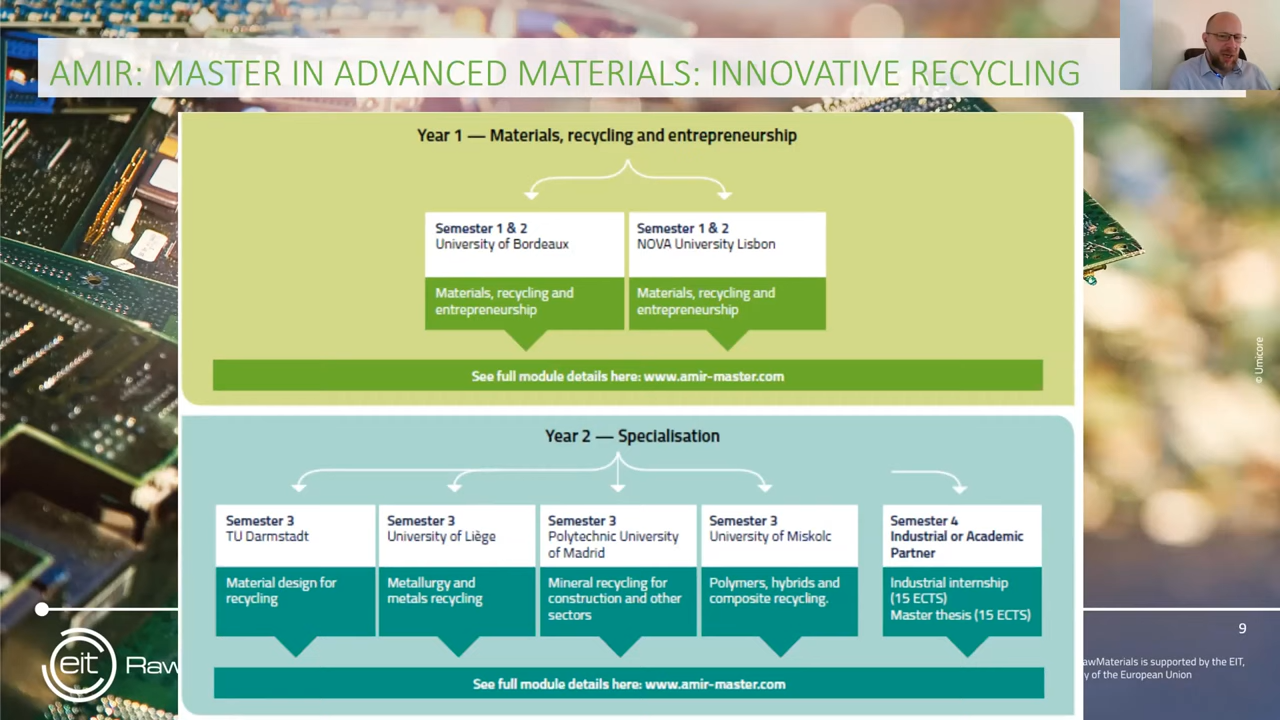 AMIR: MASTER IN ADVANCED MATERIALS: INNOVATIVE RECYCLING
Year 1 — Materials, recycling and entrepreneurship
Semester 1 & 2
University of Bordeaux
Materials, recycling and
entrepreneurship
Semester 1 & 2
NOVA University Lisbon
Materials, recycling and
entrepreneurship
See full module details here: www.amir-master.com
© Umicore
Year 2 — Specialisation
Semester 3
TU Darmstadt
Material design for
recycling
Semester 3
University of Liège
Metallurgy and
metals recycling
Semester 3
Polytechnic University
of Madrid
Mineral recycling for
construction and other
sectors
Semester 3
University of Miskolc
Polymers, hybrids and
composite recycling.
Semester 4
Industrial or Academic
Partner
Industrial internship
(15 ECTS)
Master thesis (15 ECTS)
See full module details here: www.amir-master.com
eit Raw
9
awMaterials is supported by the EIT,
y of the European Union